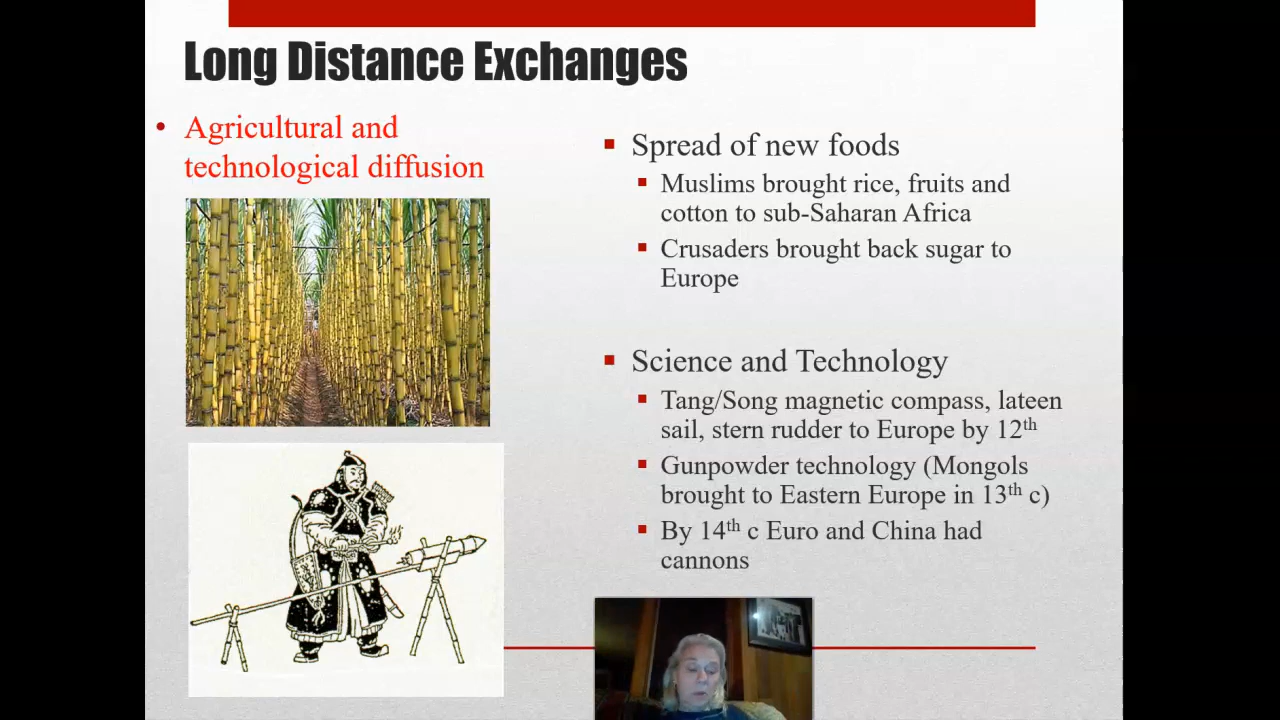 Long Distance Exchanges
• Agricultural and
technological diffusion
▪ Spread of new foods
▪ Muslims brought rice, fruits and
cotton to sub-Saharan Africa
▪ Crusaders brought back sugar to
Europe
▪ Science and Technology
▪ Tang/Song magnetic compass, lateen
sail, stern rudder to Europe by 12th
▪ Gunpowder technology (Mongols
brought to Eastern Europe in 13th c)
▪ By 14th c Euro and China had
cannons